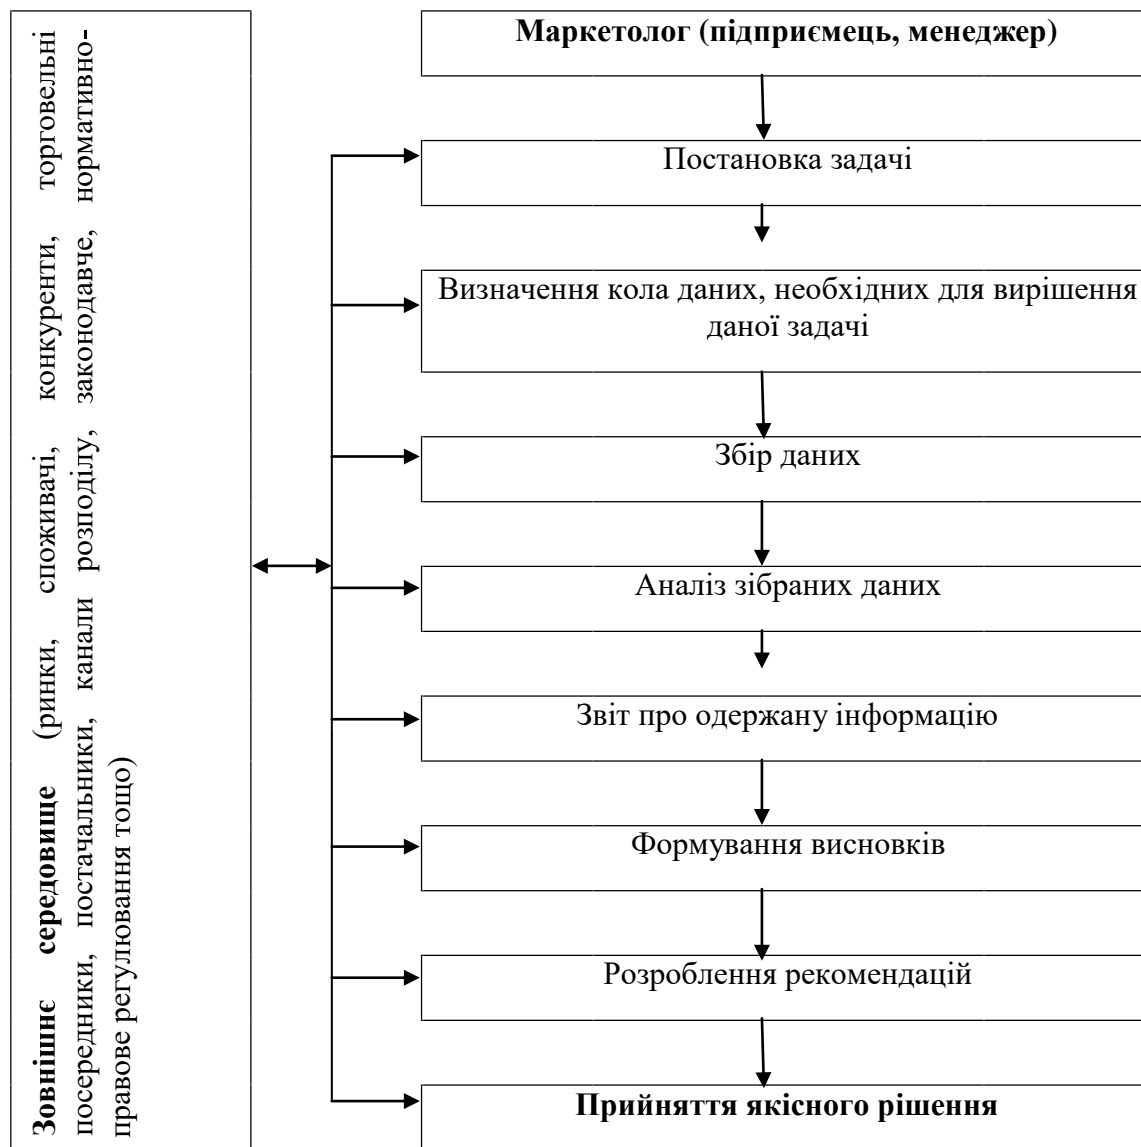 Зовнішнє середовище (ринки, споживачі, конкуренти, торговельні
посередники, постачальники, канали розподілу, законодавче, нормативно-
правове регулювання тощо)
Маркетолог (підприємець, менеджер)
Постановка задачі
Визначення кола даних, необхідних для вирішення
даної задачі
Збір даних
Аналіз зібраних даних
Звіт про одержану інформацію
Формування висновків
Розроблення рекомендацій
Прийняття якісного рішення